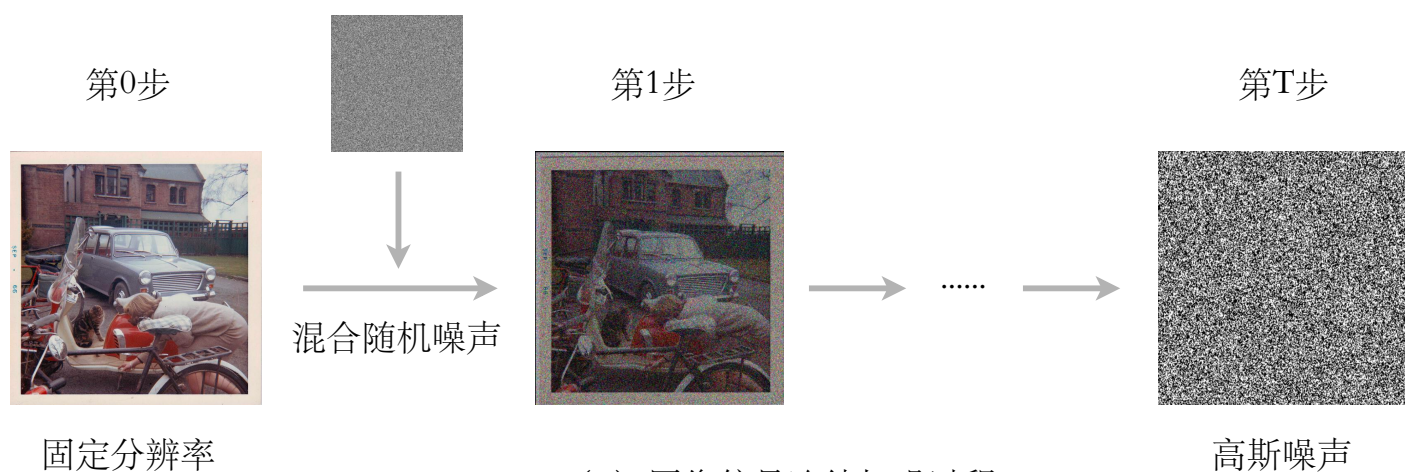 第0步
第1步
第T步
混合随机噪声
......
固定分辨率
高斯噪声